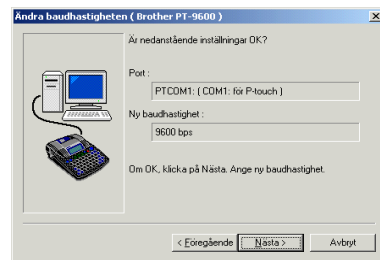 Ändra baudhastigheten ( Brother PT-9600 )
Är nedanstående inställningar OK?
Port :
PTCOM1: ( COM1: för P-touch )
Ny baudhastighet :
9600 bps
Om OK, klicka på Nästa. Ange ny baudhastighet.
< Föregående
Nästa >
Avbryt